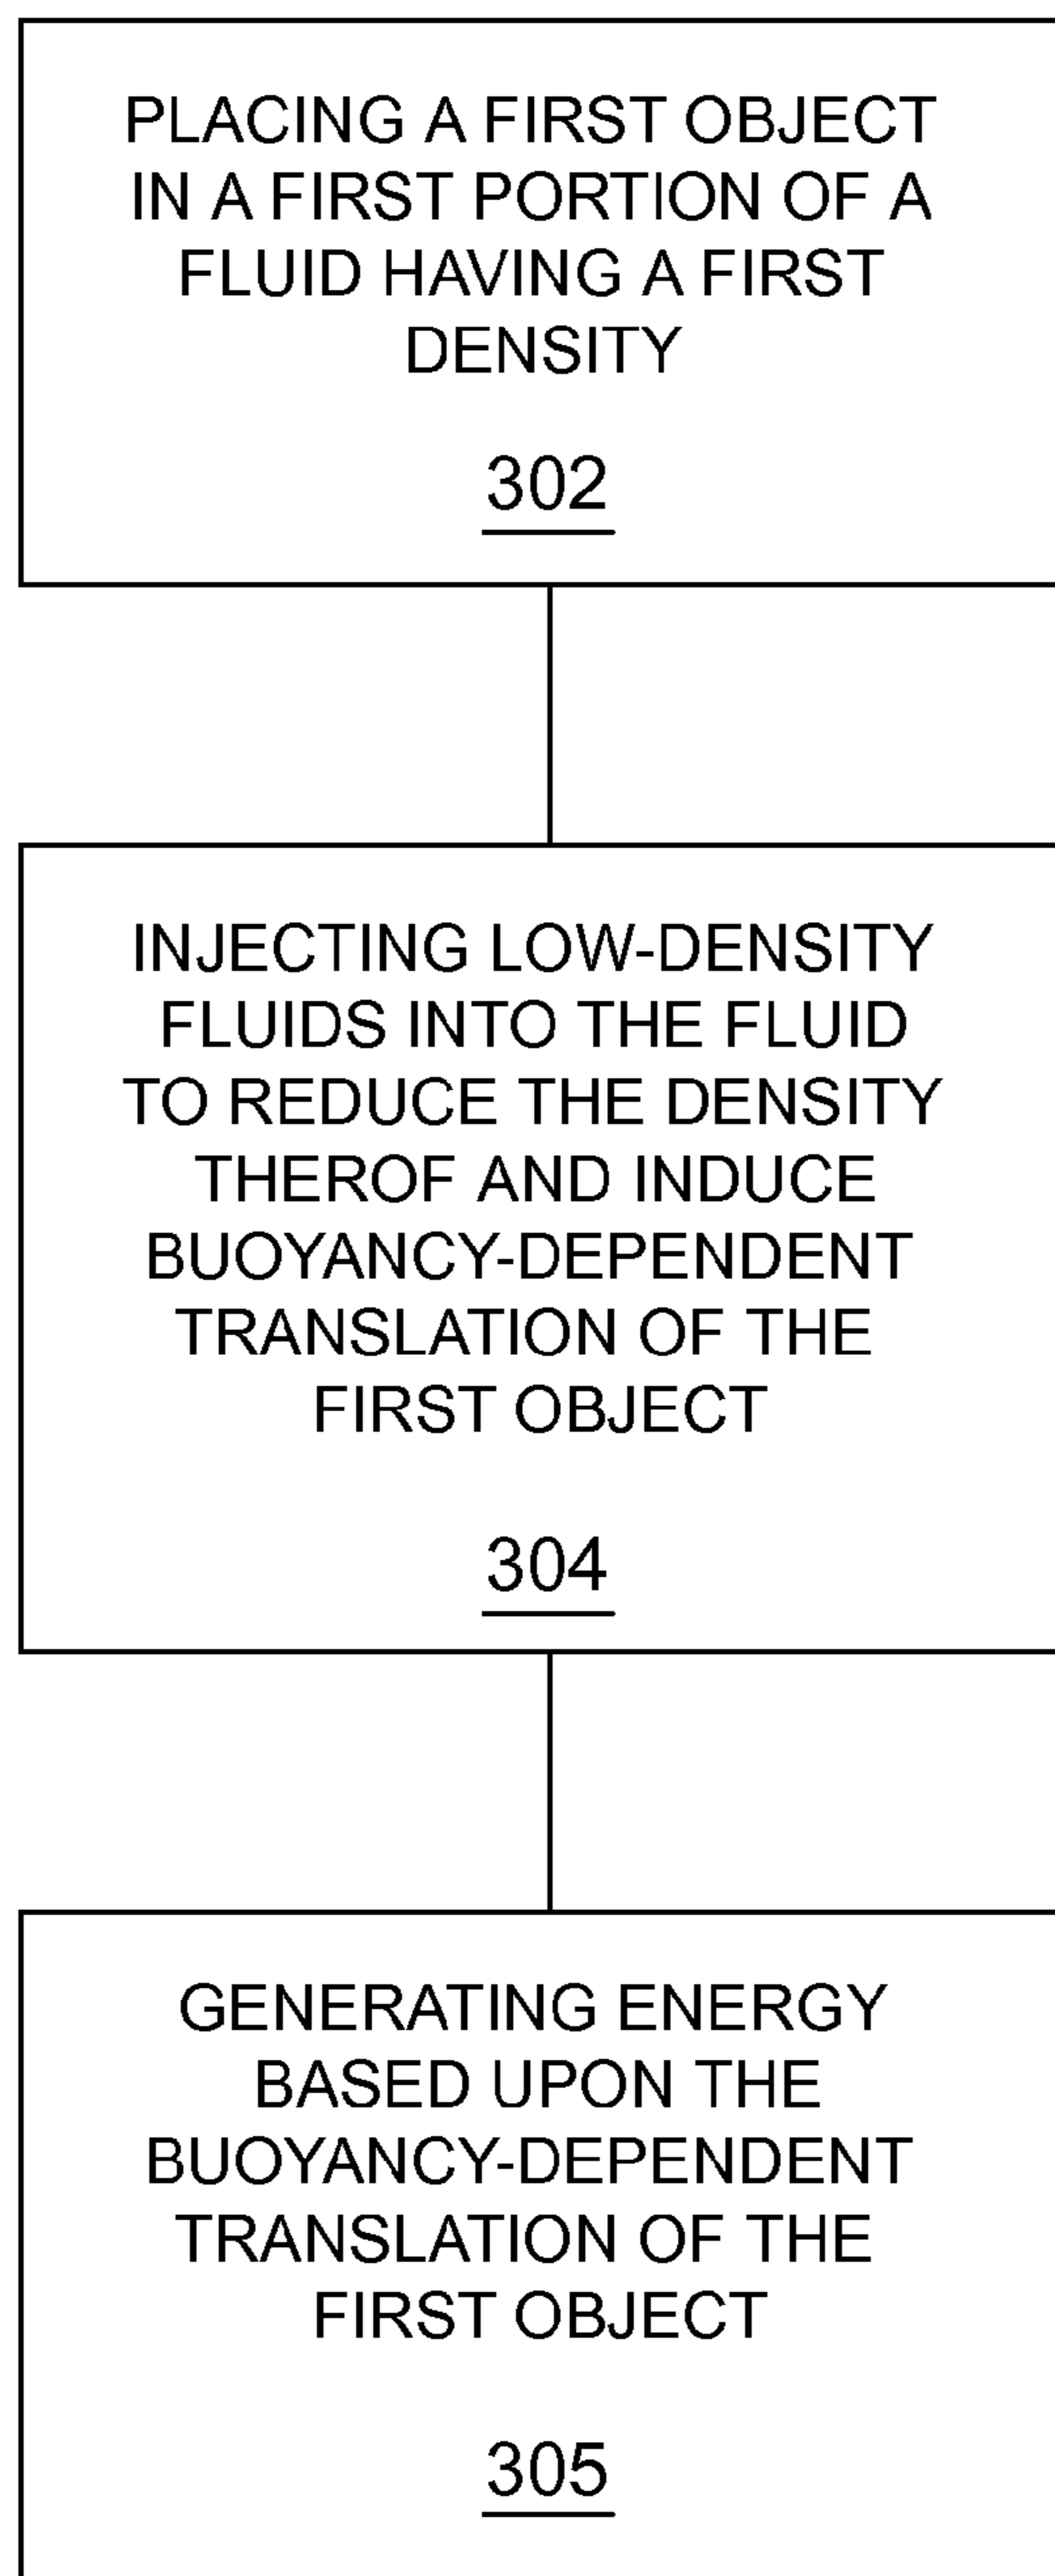 PLACING A FIRST OBJECT
IN A FIRST PORTION OF A
FLUID HAVING A FIRST
DENSITY
302
INJECTING LOW-DENSITY
FLUIDS INTO THE FLUID
TO REDUCE THE DENSITY
THEROF AND INDUCE
BUOYANCY-DEPENDENT
TRANSLATION OF THE
FIRST OBJECT
304
GENERATING ENERGY
BASED UPON THE
BUOYANCY-DEPENDENT
TRANSLATION OF THE
FIRST OBJECT
305